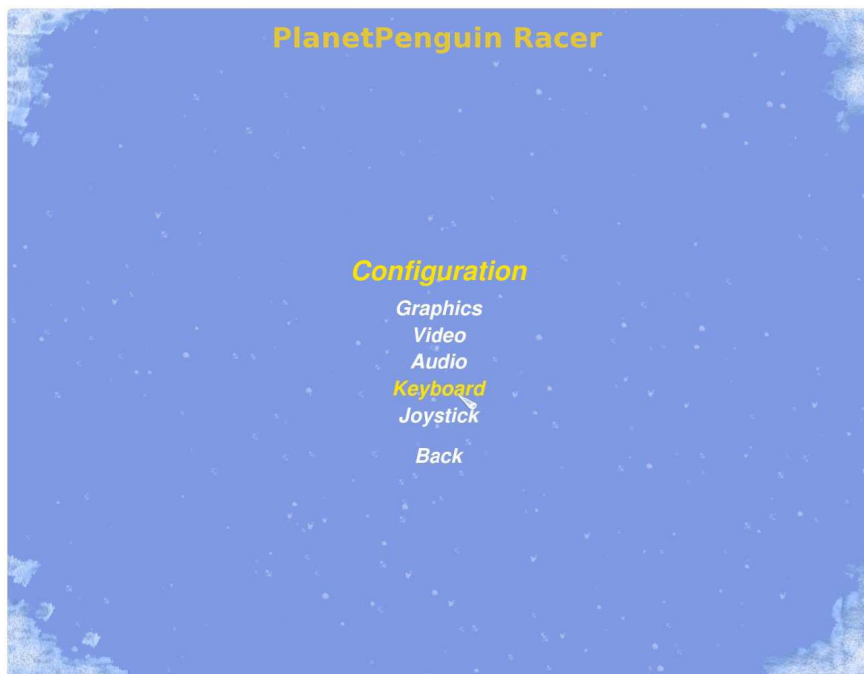 PlanetPenguin Racer
Configuration
Graphics
Video
Audio
Keyboard
Joystick
Back